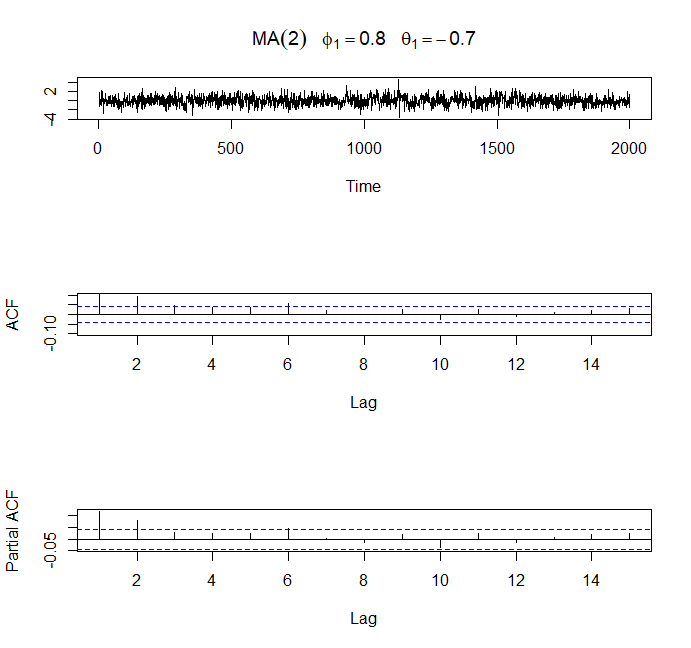 MA(2) ϕ1 = 0.8 θ1 = −0.7
2
-4
0 500 1000 1500 2000
Time
ACF
-0.10
2 4 6 8 10 12 14
Lag
Partial ACF
-0.05
2 4 6 8 10 12 14
Lag